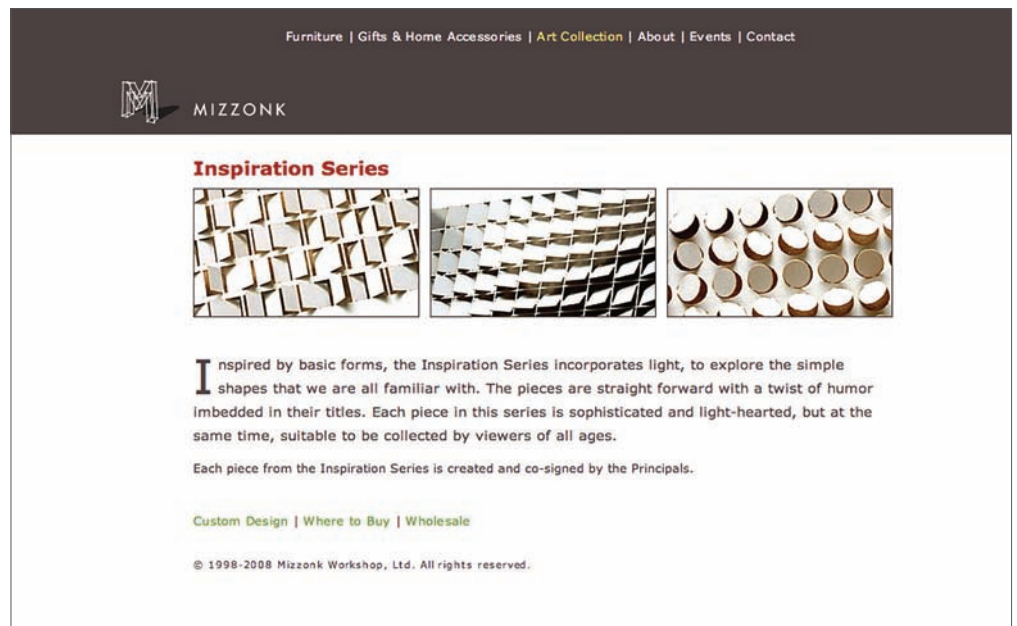 Furniture | Gifts & Home Accessories | Art Collection | About | Events | Contact
MIZZONK
Inspiration Series
Inspired by basic forms, the Inspiration Series incorporates light, to explore the simple
shapes that we are all familiar with. The pieces are straight forward with a twist of humor
imbedded in their titles. Each piece in this series is sophisticated and light-hearted, but at the
same time, suitable to be collected by viewers of all ages.
Each piece from the Inspiration Series is created and co-signed by the Principals.
Custom Design | Where to Buy | Wholesale
© 1998-2008 Mizzonk Workshop, Ltd. All rights reserved.